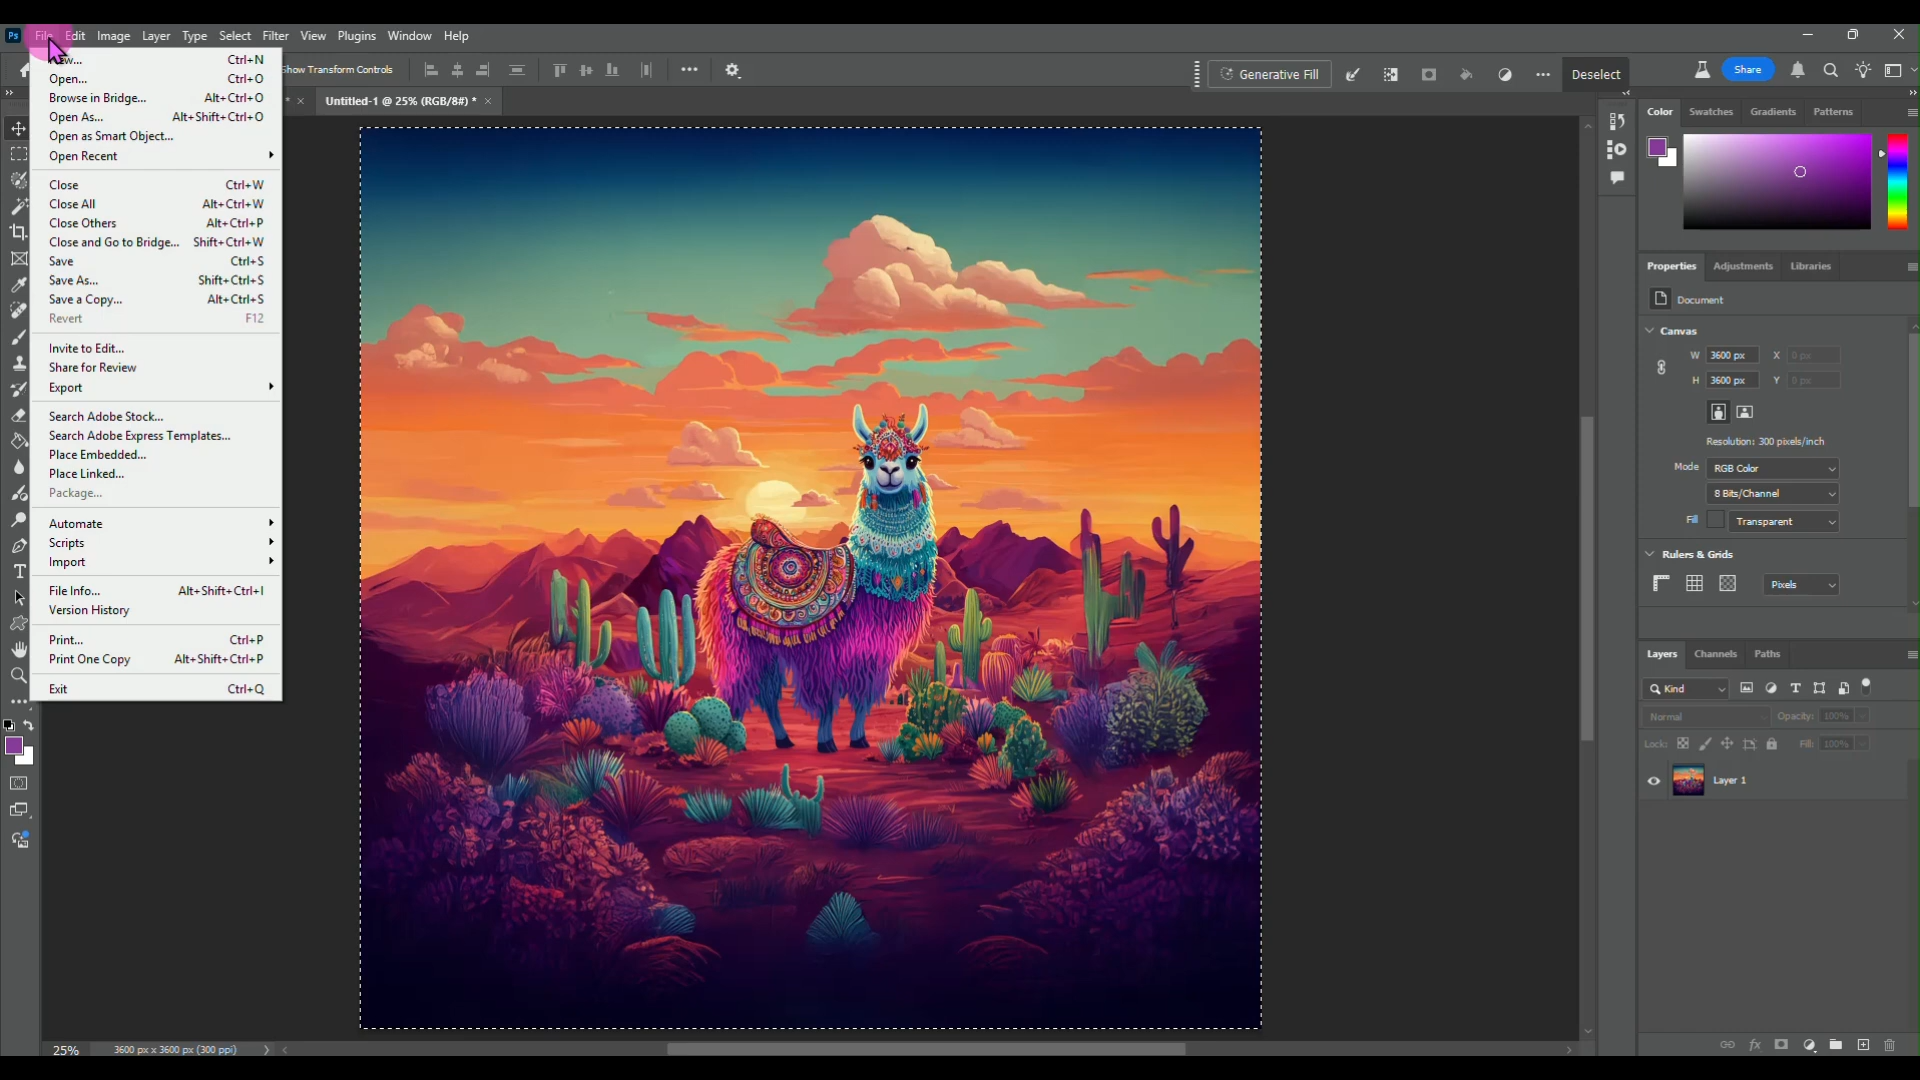 Ps File Edit Image Layer Type Select Filter View Plugins Window Help
Show Transform Controls
Generative Fill
Deselect
Share
Untitled-1 @ 25% (RGB/8#) *
Ctrl+N
Open... Ctrl+O
Browse in Bridge... Alt+Ctrl+O
Open As... Alt+Shift+Ctrl+O
Open as Smart Object...
Open Recent
Close Ctrl+W
Close All Alt+Ctrl+W
Close Others Alt+Ctrl+P
Close and Go to Bridge... Shift+Ctrl+W
Save Ctrl+S
Save As... Shift+Ctrl+S
Save a Copy... Alt+Ctrl+S
Revert F12
Invite to Edit...
Share for Review
Export
Search Adobe Stock...
Search Adobe Express Templates...
Place Embedded...
Place Linked...
Package...
Automate
Scripts
Import
File Info... Alt+Shift+Ctrl+I
Version History
Print... Ctrl+P
Print One Copy Alt+Shift+Ctrl+P
Exit Ctrl+Q
Color Swatches Gradients Patterns
Properties Adjustments Libraries
Document
Canvas
W 3600 px X 0 px
H 3600 px Y 0 px
Resolution: 300 pixels/inch
Mode RGB Color
8 Bits/Channel
Fill Transparent
Rulers & Grids
Pixels
Layers Channels Paths
Kind
Normal Opacity: 100%
Lock: Fill: 100%
Layer 1
fx
25% 3600 px x 3600 px (300 ppi)